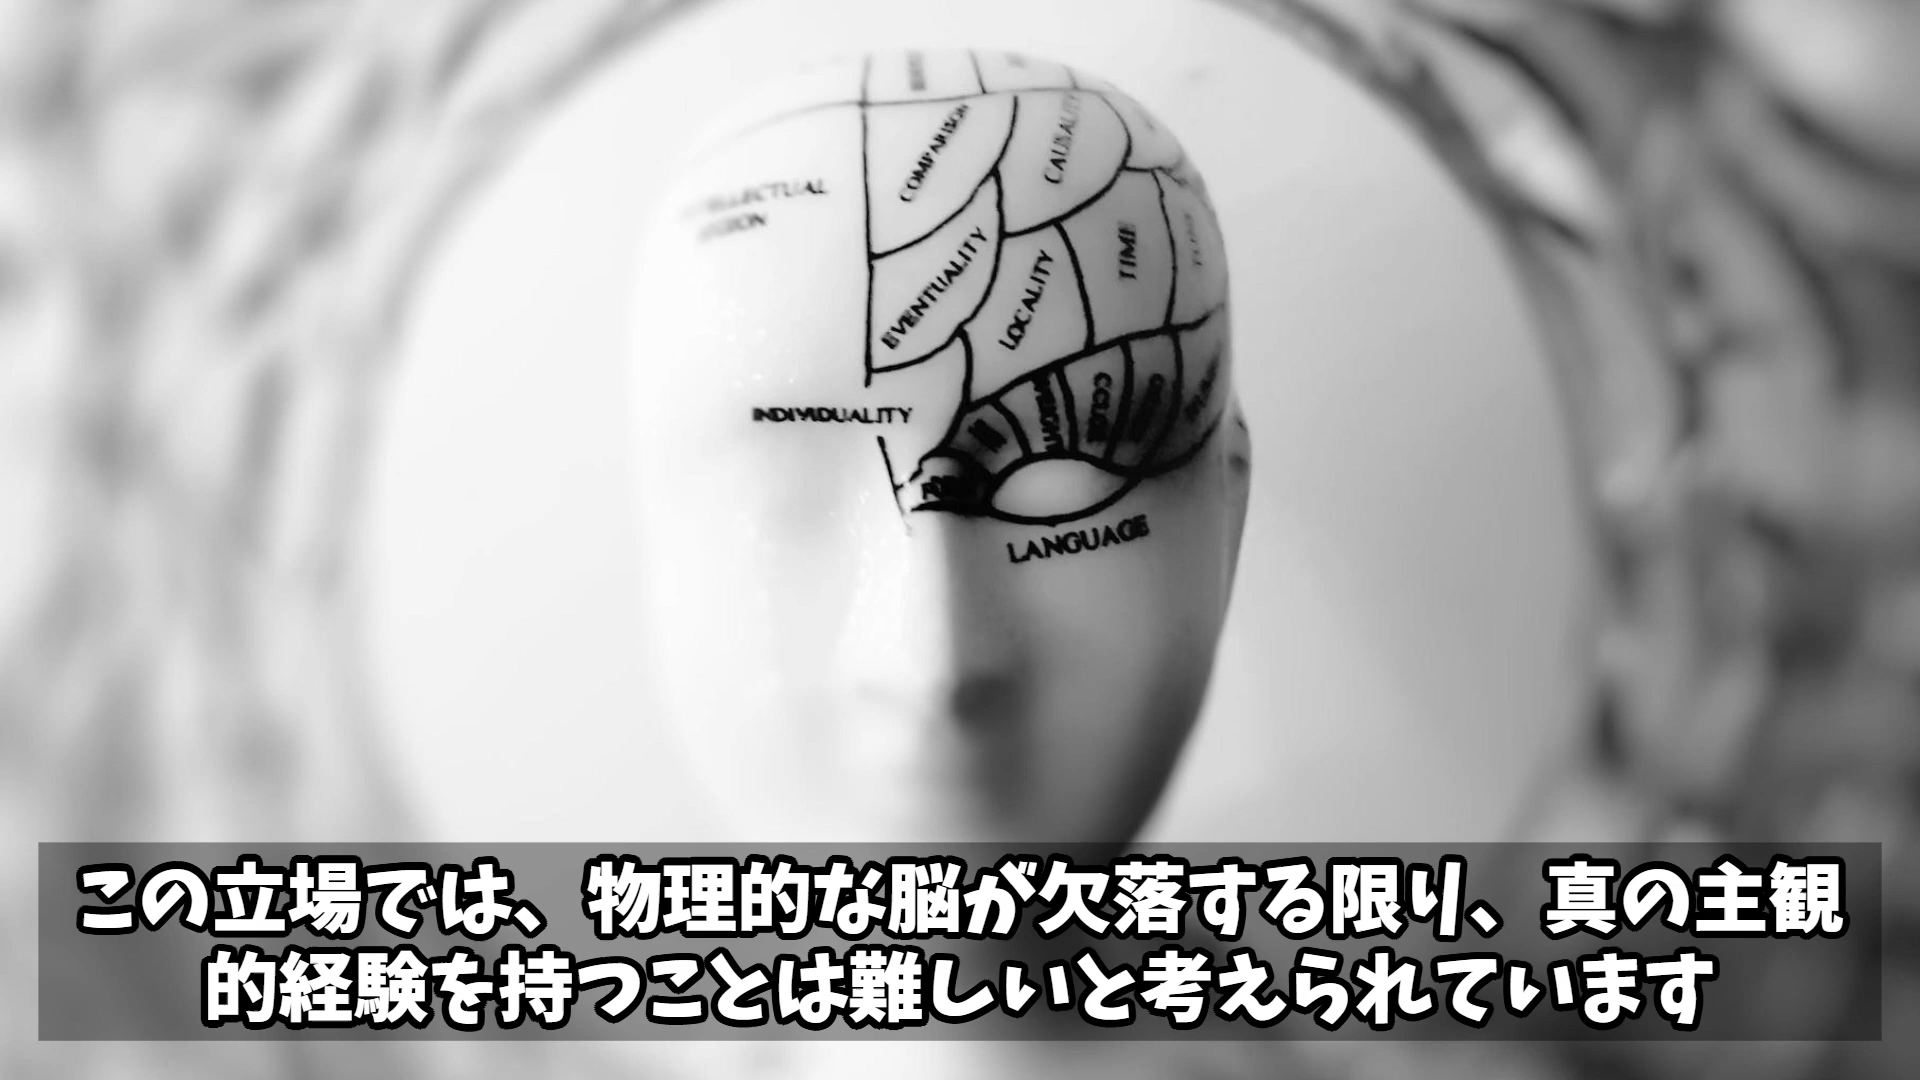 COMPARISON
CAUSALITY
EVENTUALITY
LOCALITY
TIME
INDIVIDUALITY
LANGUAGE
この立場では、物理的な脳が欠落する限り、真の主観
的経験を持つことは難しいと考えられています